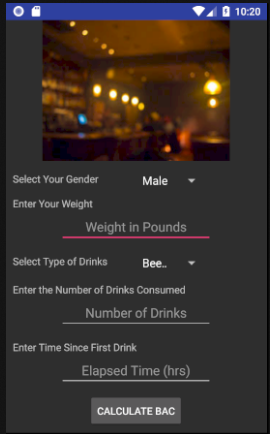 10:20
Select Your Gender Male
Enter Your Weight
Weight in Pounds
Select Type of Drinks Bee..
Enter the Number of Drinks Consumed
Number of Drinks
Enter Time Since First Drink
Elapsed Time (hrs)
CALCULATE BAC